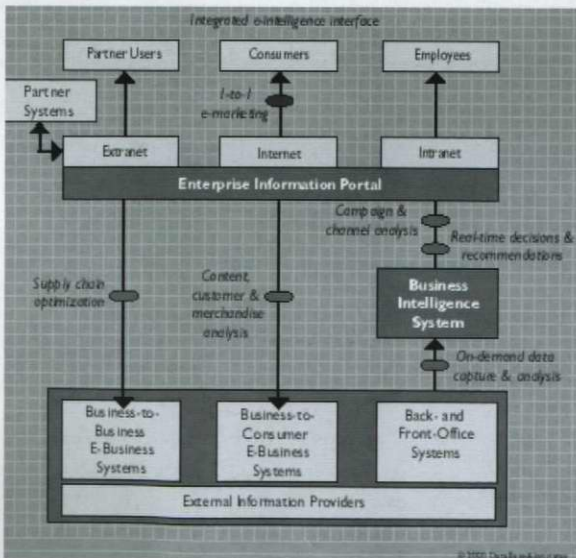 Integrated e-intelligence interface
Partner Users
Consumers
Employees
Partner
Systems
1-to-1
e-marketing
Extranet
Internet
Intranet
Enterprise Information Portal
Campaign &
channel analysis
Real-time decisions &
recommendations
Supply chain
optimization
Content,
customer &
merchandise
analysis
Business
Intelligence
System
On-demand data
capture & analysis
Business-to-
Business
E-Business
Systems
Business-to-
Consumer
E-Business
Systems
Back- and
Front-Office
Systems
External Information Providers